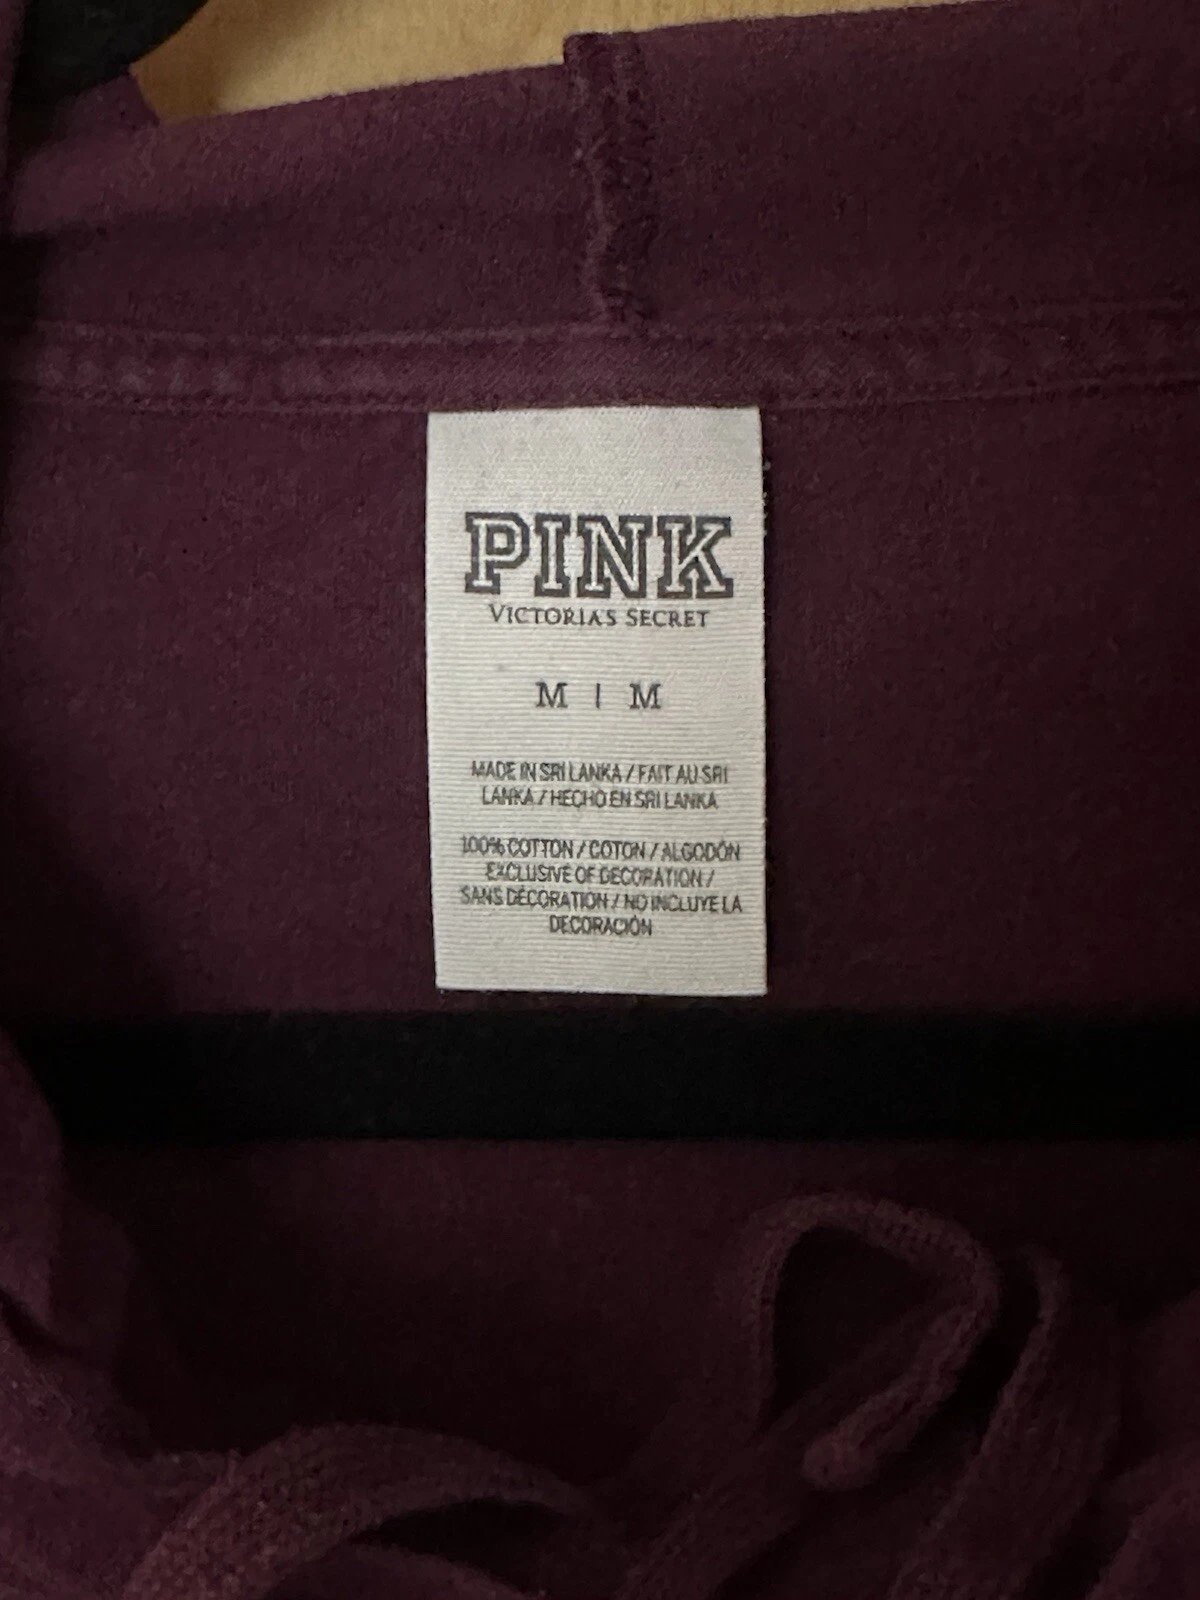 PINK
VICTORIA'S SECRET
M | M
MADE IN SRI LANKA / FAIT AU SRI
LANKA / HECHO EN SRI LANKA
100% COTTON / COTON / ALGODÓN
EXCLUSIVE OF DECORATION /
SANS DÉCORATION / NO INCLUYE LA
DECORACIÓN